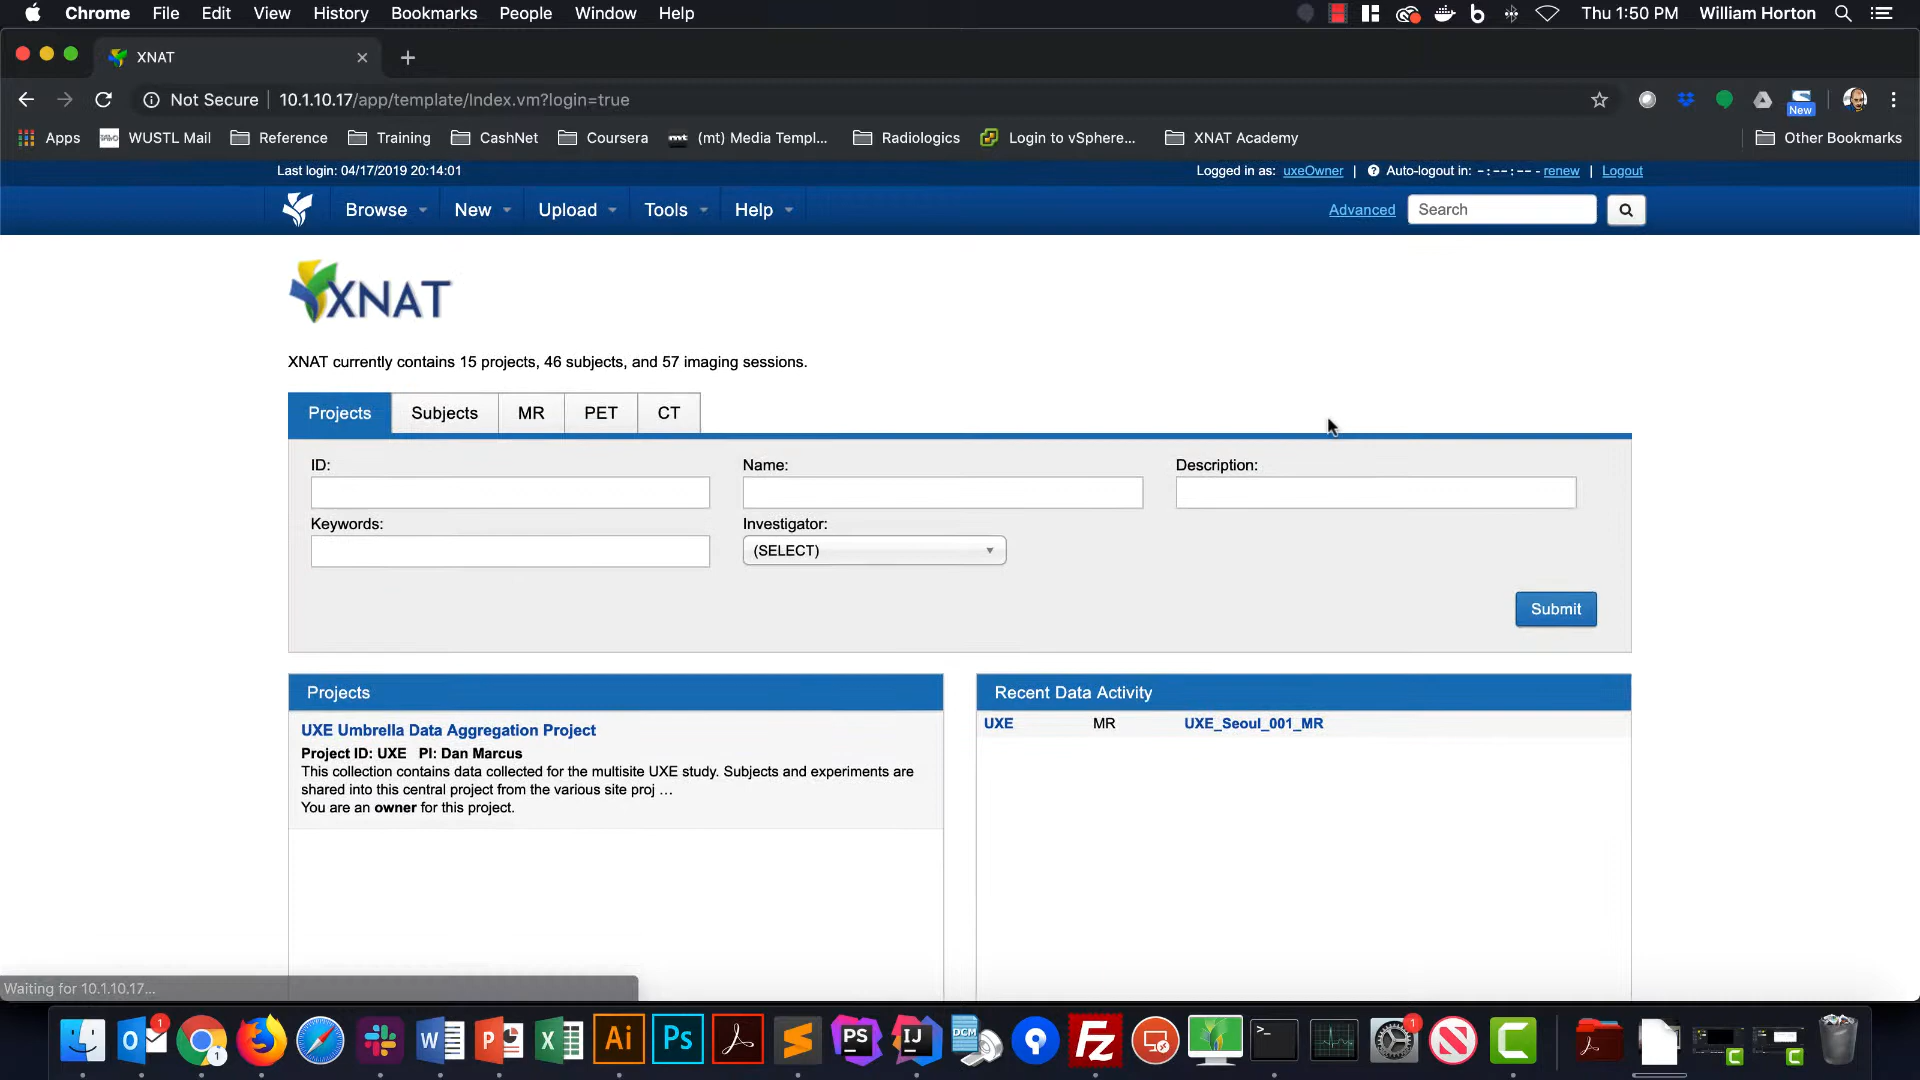 Chrome File Edit View History Bookmarks People Window Help Thu 1:50 PM William Horton
XNAT
Not Secure 10.1.10.17/app/template/Index.vm?login=true New
Apps WUSTL Mail Reference Training CashNet Coursera (mt) Media Templ... Radiologics Login to vSphere... XNAT Academy Other Bookmarks
Last login: 04/17/2019 20:14:01 Logged in as: uxeOwner | Auto-logout in: -:--:-- - renew | Logout
Browse New Upload Tools Help Advanced Search
XNAT
XNAT currently contains 15 projects, 46 subjects, and 57 imaging sessions.
Projects Subjects MR PET CT
ID: Name: Description:
Keywords: Investigator:
(SELECT)
Submit
Projects Recent Data Activity
UXE MR UXE_Seoul_001_MR
UXE Umbrella Data Aggregation Project
Project ID: UXE PI: Dan Marcus
This collection contains data collected for the multisite UXE study. Subjects and experiments are
shared into this central project from the various site proj ...
You are an owner for this project.
Waiting for 10.1.10.17...